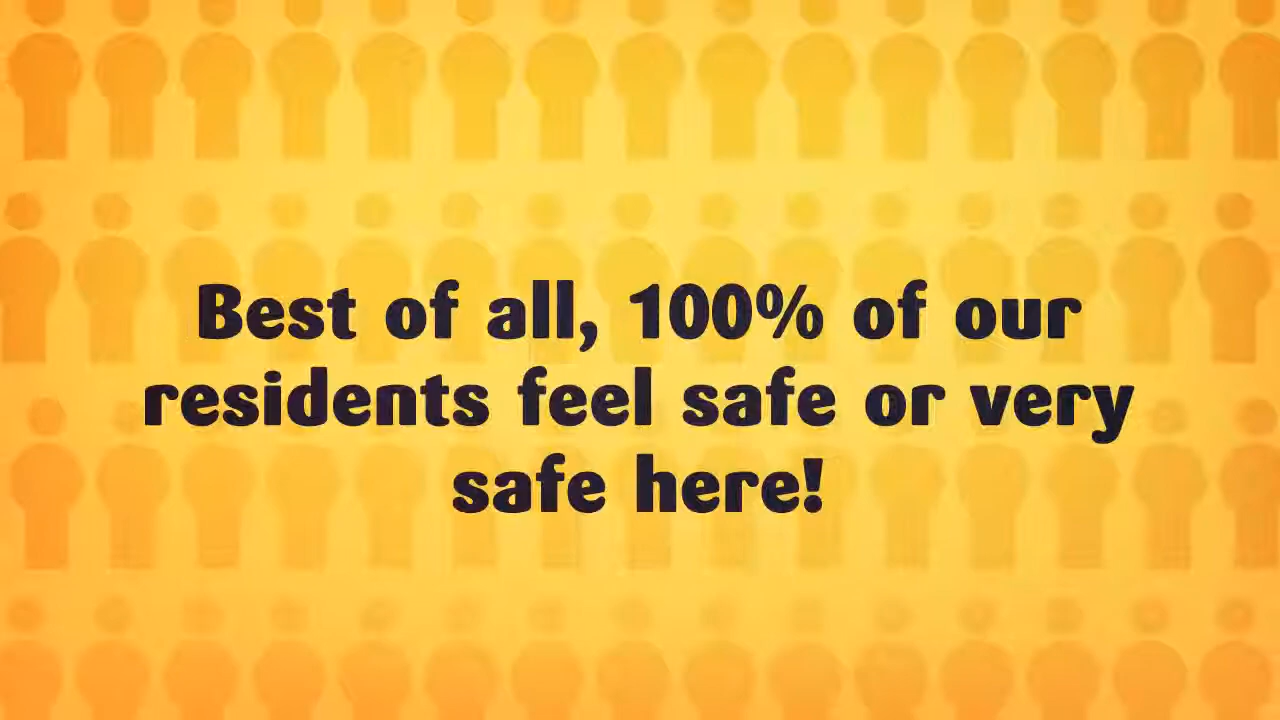 Best of all, 100% of our
residents feel safe or very
safe here!